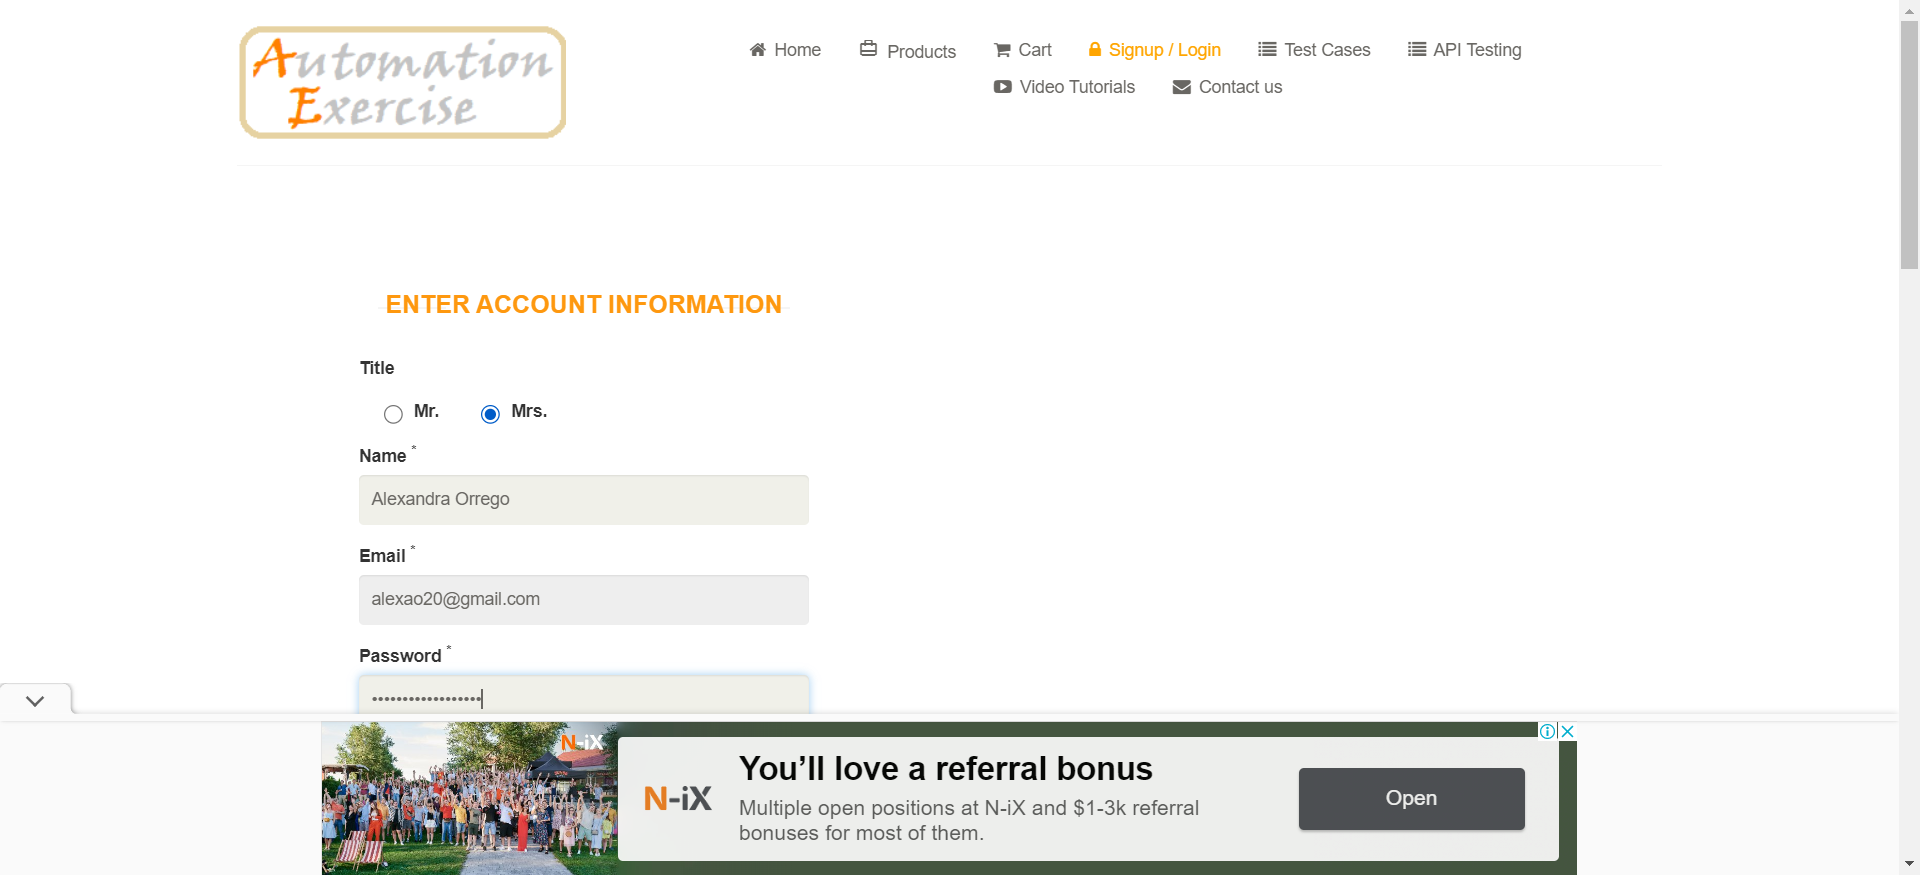 Automation
Exercise
Home
Products
Cart
Signup / Login
Test Cases
API Testing
Video Tutorials
Contact us
ENTER ACCOUNT INFORMATION
Title
Mr.
Mrs.
Name *
Alexandra Orrego
Email *
alexao20@gmail.com
Password *
••••••••••••••••••
N-iX
N-iX
You’ll love a referral bonus
Multiple open positions at N-iX and $1-3k referral
bonuses for most of them.
Open